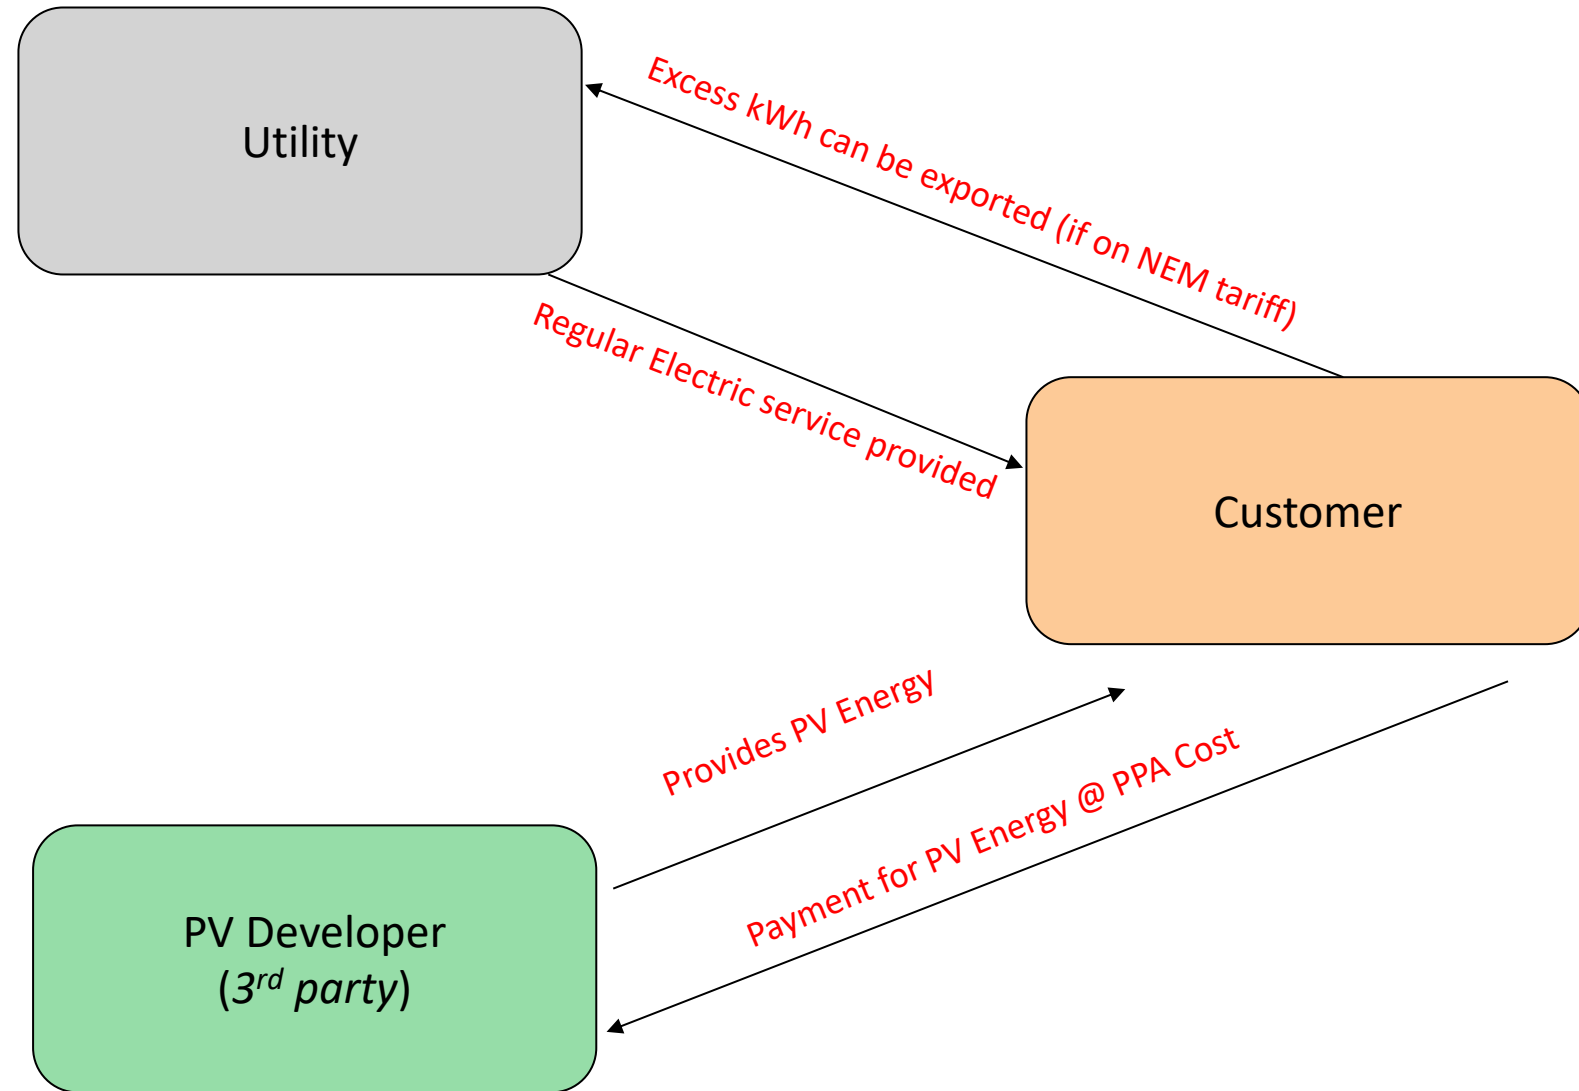 Utility
Excess kWh can be exported (if on NEM tariff)
Regular Electric service provided
Customer
Provides PV Energy
Payment for PV Energy @ PPA Cost
PV Developer
(3rd party)